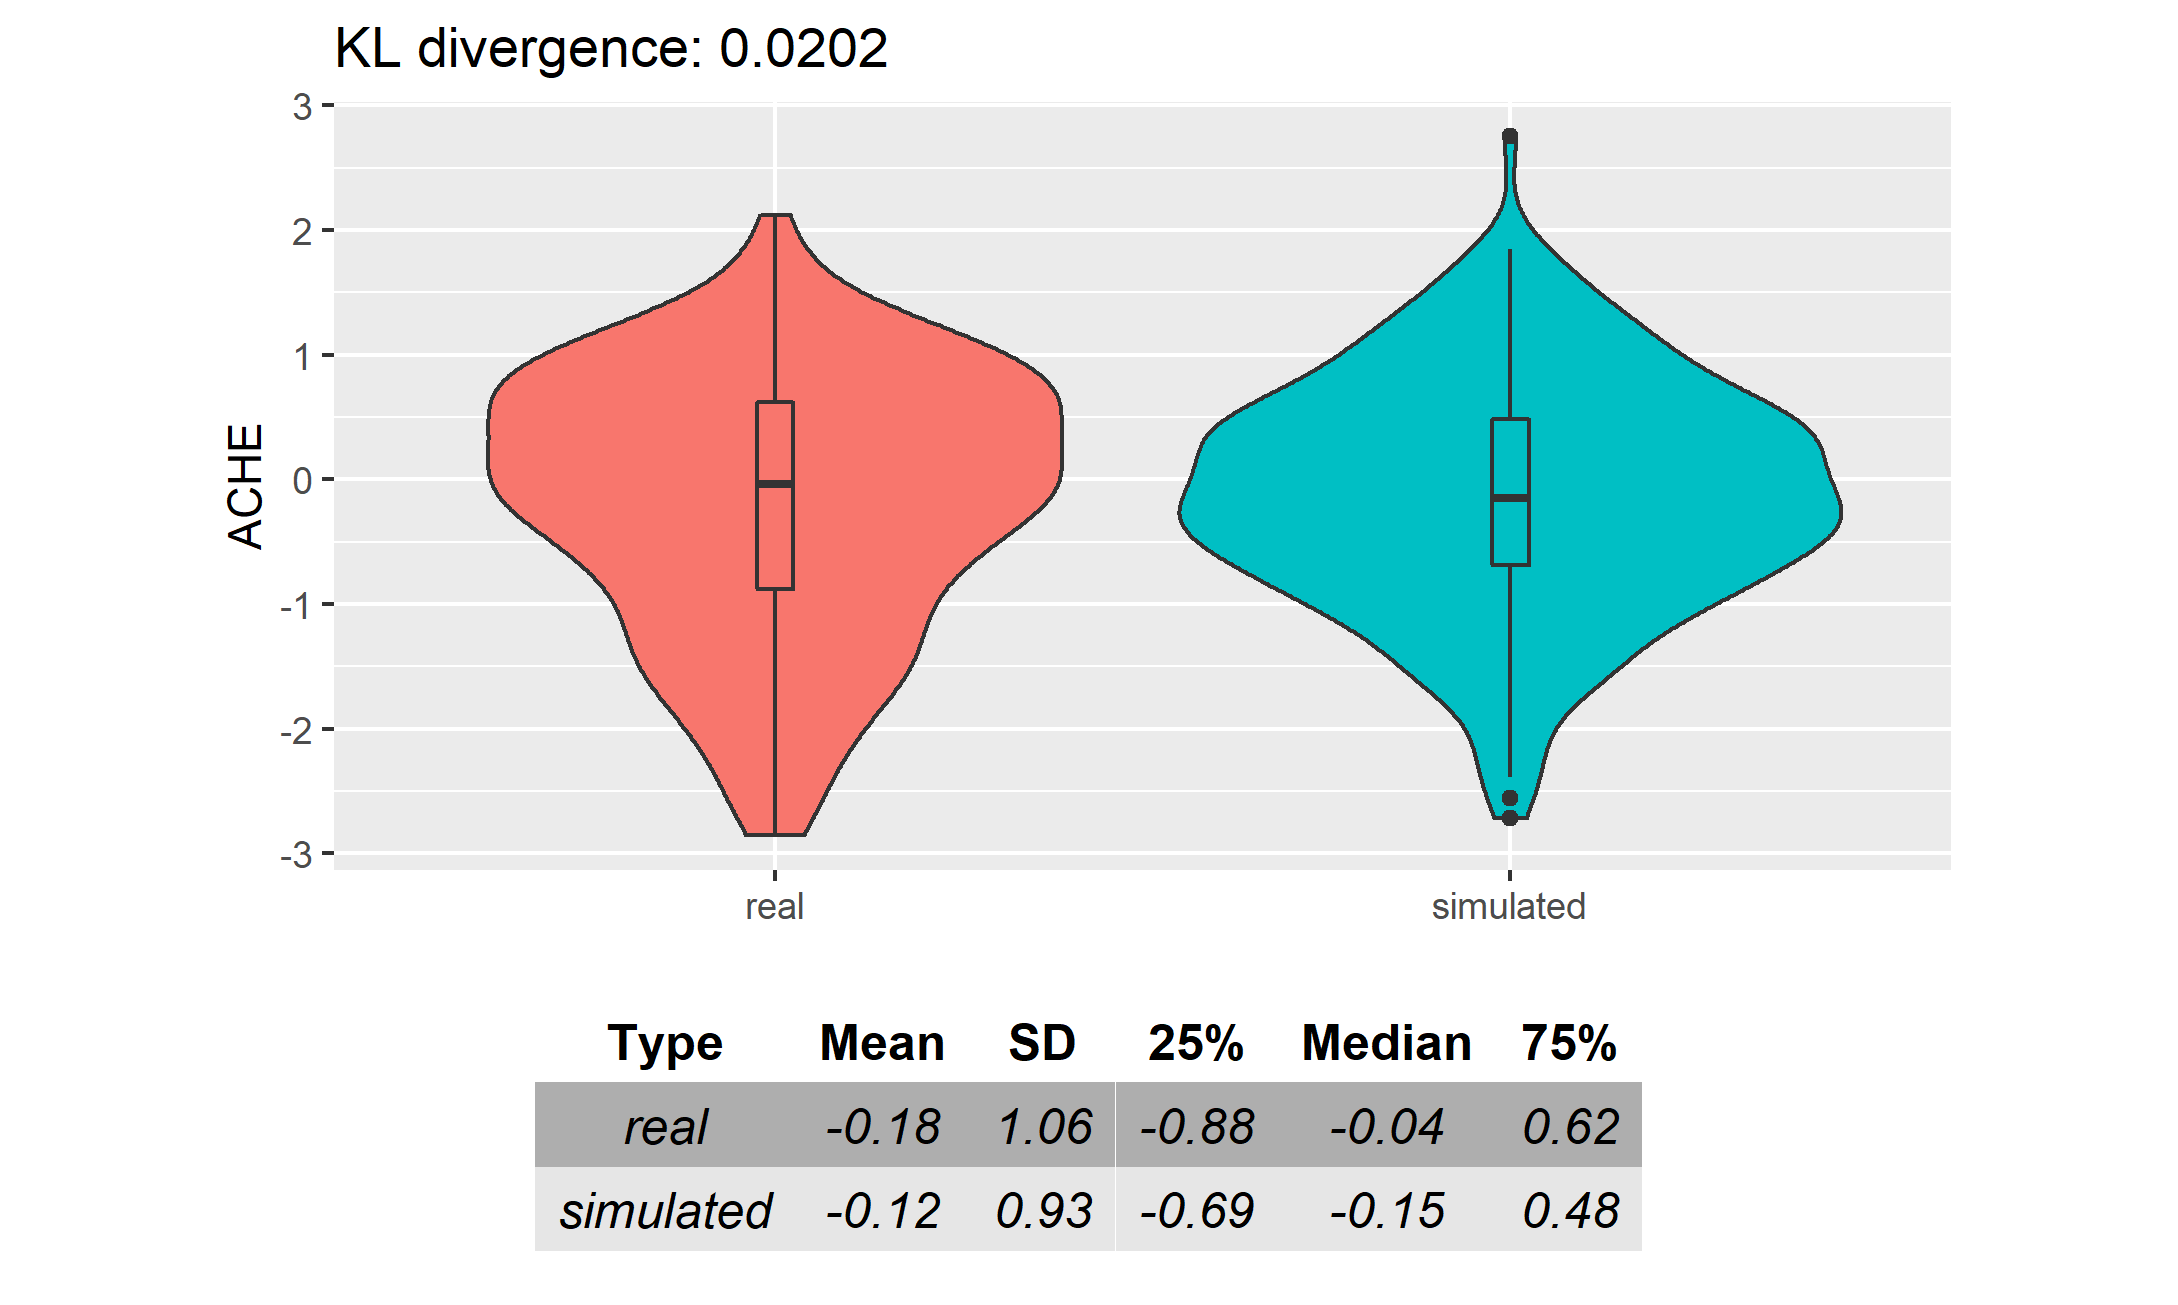 KL divergence: 0.0202
3
2
1
0
-1
-2
-3
ACHE
real simulated
Type Mean SD 25% Median 75%
real -0.18 1.06 -0.88 -0.04 0.62
simulated -0.12 0.93 -0.69 -0.15 0.48